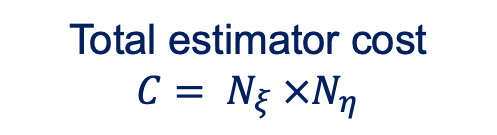 Total estimator cost
C = N_ξ ×N_η